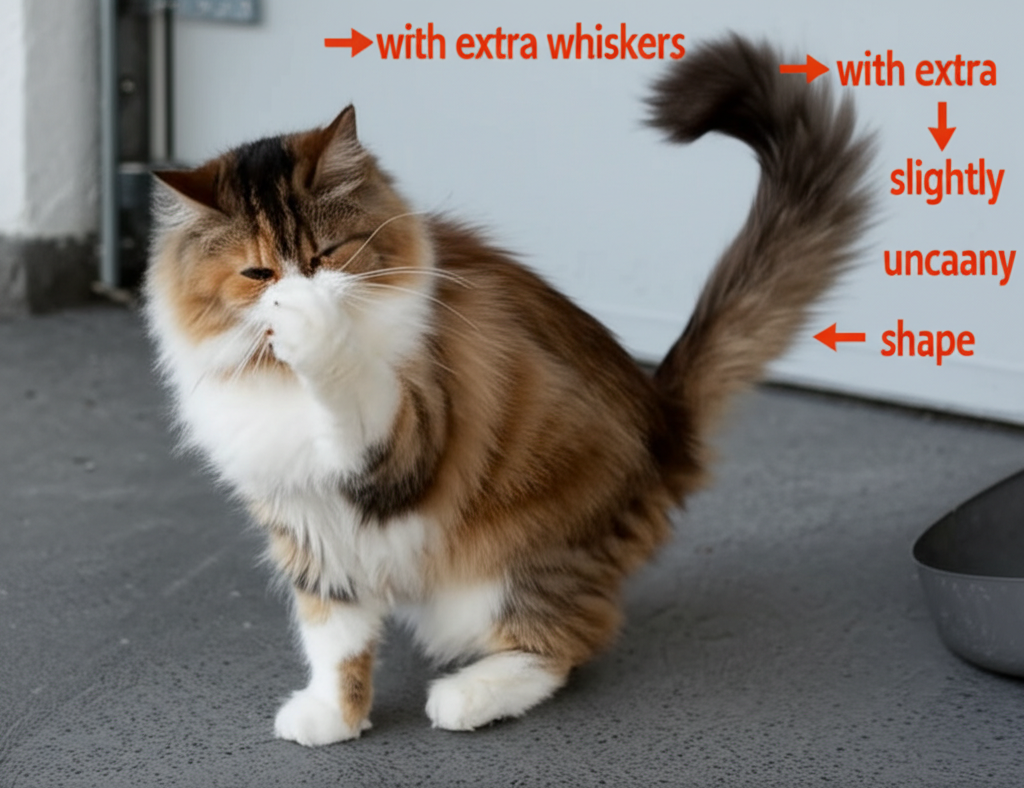 with extra whiskers
with extra
slightly
uncaany
shape